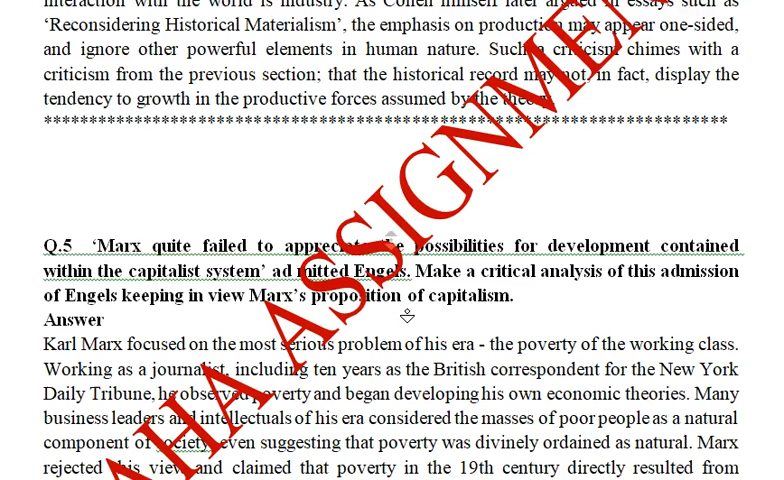 interaction with the world is industry. As Cohen himself later argued in essays such as
'Reconsidering Historical Materialism', the emphasis on production may appear one-sided,
and ignore other powerful elements in human nature. Such a criticism chimes with a
criticism from the previous section; that the historical record may not, in fact, display the
tendency to growth in the productive forces assumed by the theory.
******************************************************************************
Q.5 'Marx quite failed to appreciate the possibilities for development contained
within the capitalist system' ad mitted Engels. Make a critical analysis of this admission
of Engels keeping in view Marx's proposition of capitalism.
Answer
Karl Marx focused on the most serious problem of his era - the poverty of the working class.
Working as a journalist, including ten years as the British correspondent for the New York
Daily Tribune, he observed poverty and began developing his own economic theories. Many
business leaders and intellectuals of his era considered the masses of poor people as a natural
component of society, even suggesting that poverty was divinely ordained as natural. Marx
rejected this view and claimed that poverty in the 19th century directly resulted from
AHA ASSIGNMEN